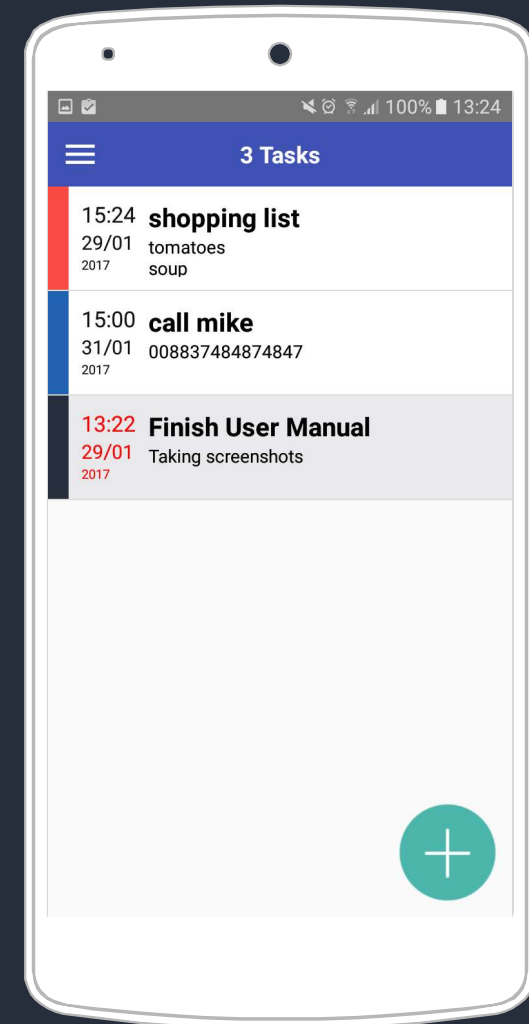 100% 13:24
3 Tasks
15:24 shopping list
29/01 tomatoes
2017 soup
15:00 call mike
31/01 008837484874847
2017
13:22 Finish User Manual
29/01 Taking screenshots
2017